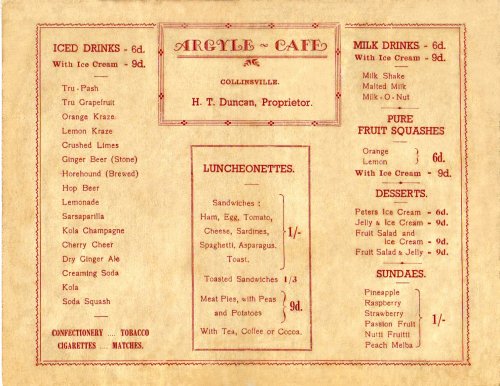 ICED DRINKS - 6d.
With Ice Cream - 9d.
Tru-Pash
Tru Grapefruit
Orange Kraze
Lemon Kraze
Crushed Limes
Ginger Beer (Stone)
Horehound (Brewed)
Hop Beer
Lemonade
Sarsaparilla
Kola Champagne
Cherry Cheer
Dry Ginger Ale
Creaming Soda
Kola
Soda Squash
CONFECTIONERY .... TOBACCO
CIGARETTES .... MATCHES.
ARGYLE ~ CAFE
COLLINSVILLE.
H. T. Duncan, Proprietor.
LUNCHEONETTES.
Sandwiches :
Ham, Egg, Tomato,
Cheese, Sardines,
Spaghetti, Asparagus,
Toast.
1/-
Toasted Sandwiches 1/3
Meat Pies, with Peas
and Potatoes
9d.
With Tea, Coffee or Cocoa.
MILK DRINKS - 6d.
With Ice Cream - 9d.
Milk Shake
Malted Milk
Milk-O-Nut
PURE
FRUIT SQUASHES
Orange
Lemon
6d.
With Ice Cream - 9d.
DESSERTS.
Peters Ice Cream - 6d.
Jelly & Ice Cream - 9d.
Fruit Salad and
Ice Cream - 9d.
Fruit Salad & Jelly - 9d.
SUNDAES.
Pineapple
Raspberry
Strawberry
Passion Fruit
Nutti Fruitti
Peach Melba
1/-